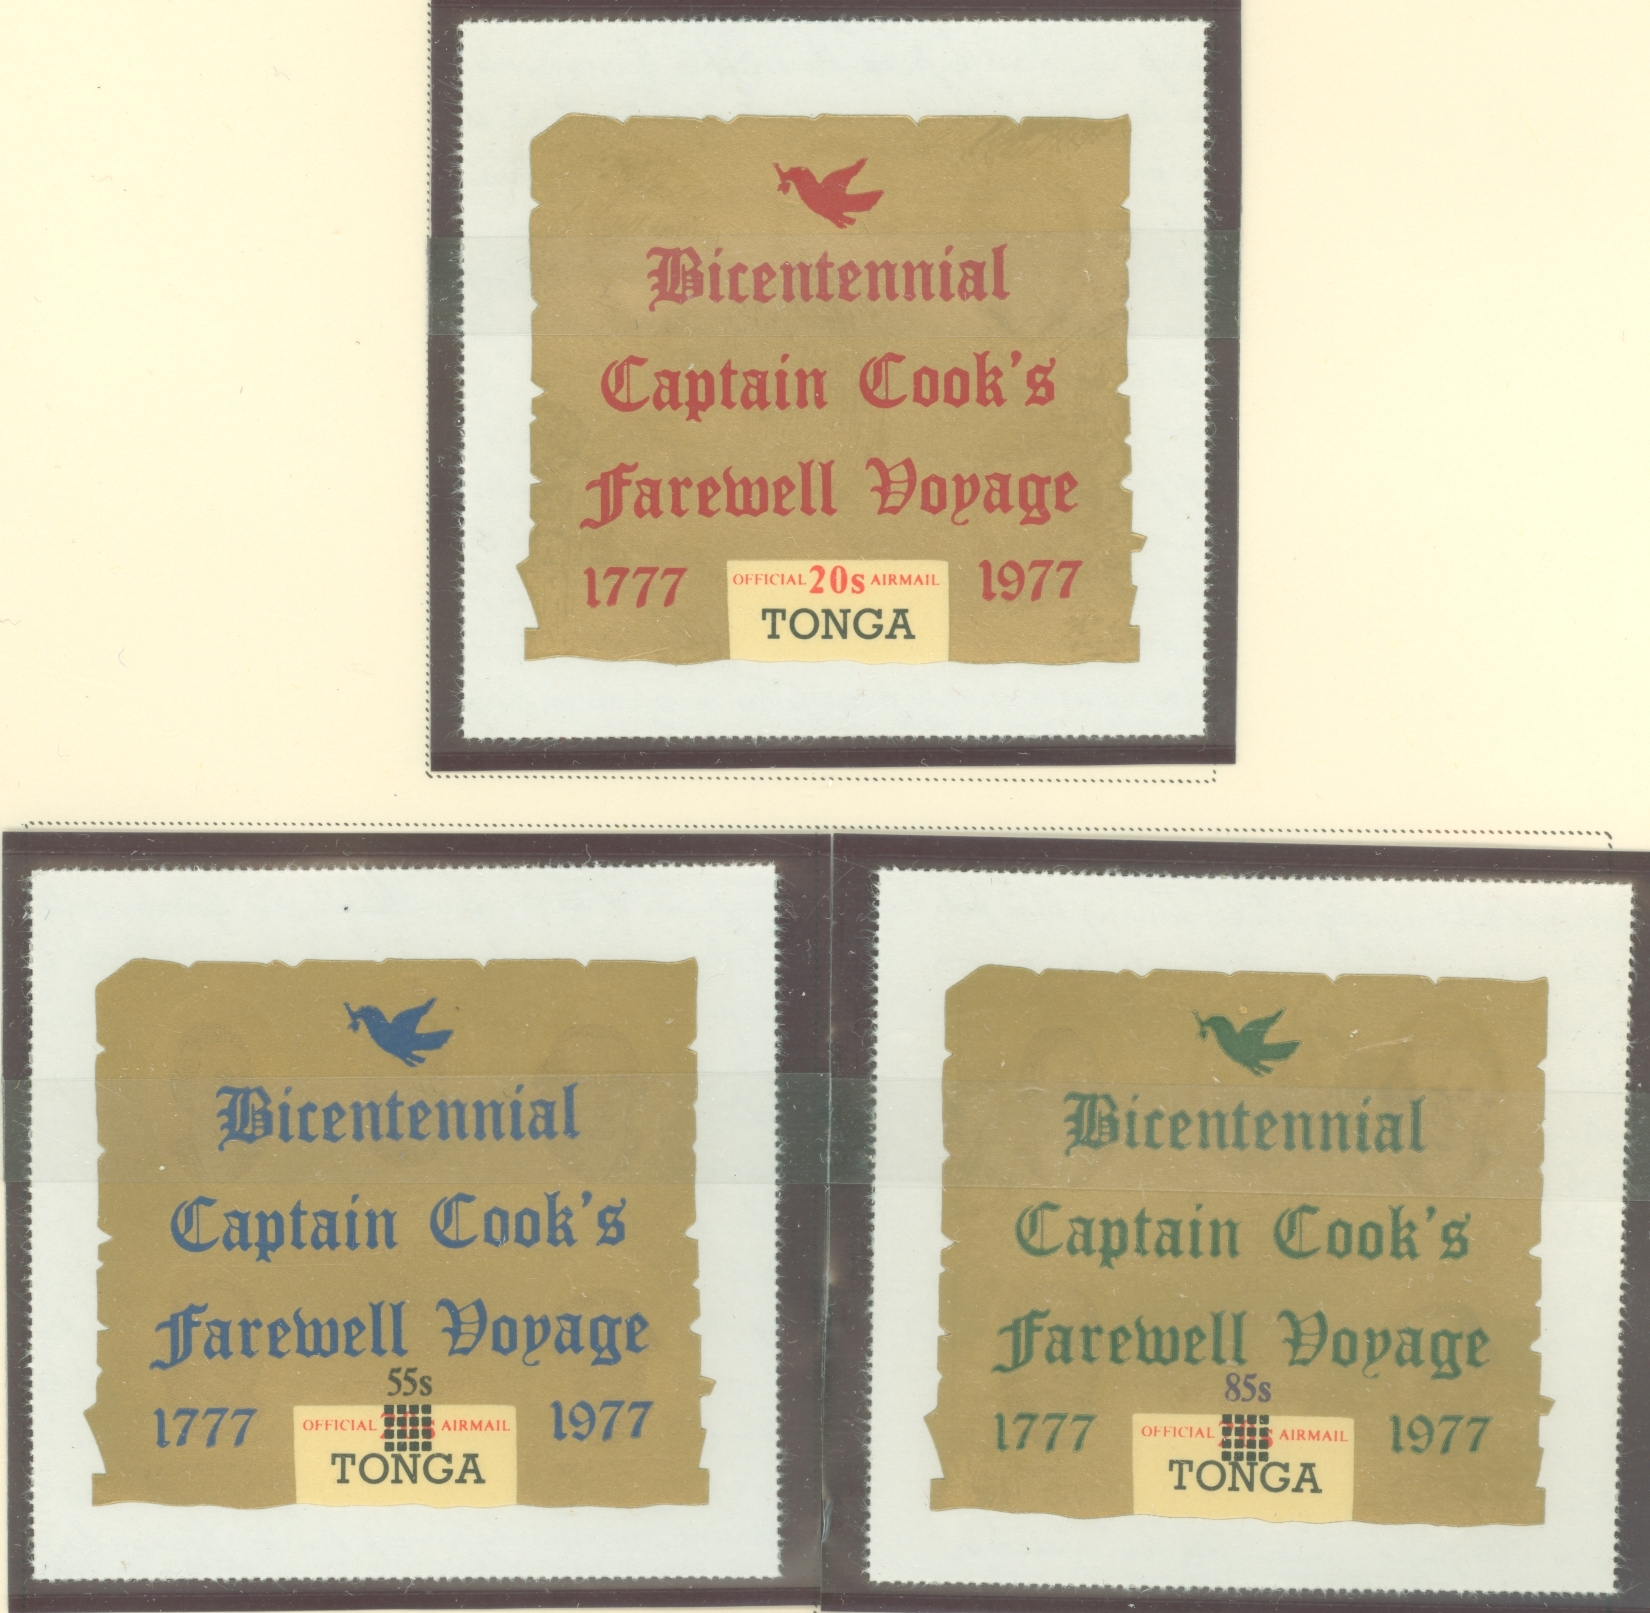 Bicentennial
Captain Cook's
Farewell Voyage
1777 1977
OFFICIAL 20s AIRMAIL
TONGA
Bicentennial
Captain Cook's
Farewell Voyage
55s
1777 1977
OFFICIAL AIRMAIL
TONGA
Bicentennial
Captain Cook's
Farewell Voyage
85s
1777 1977
OFFICIAL AIRMAIL
TONGA